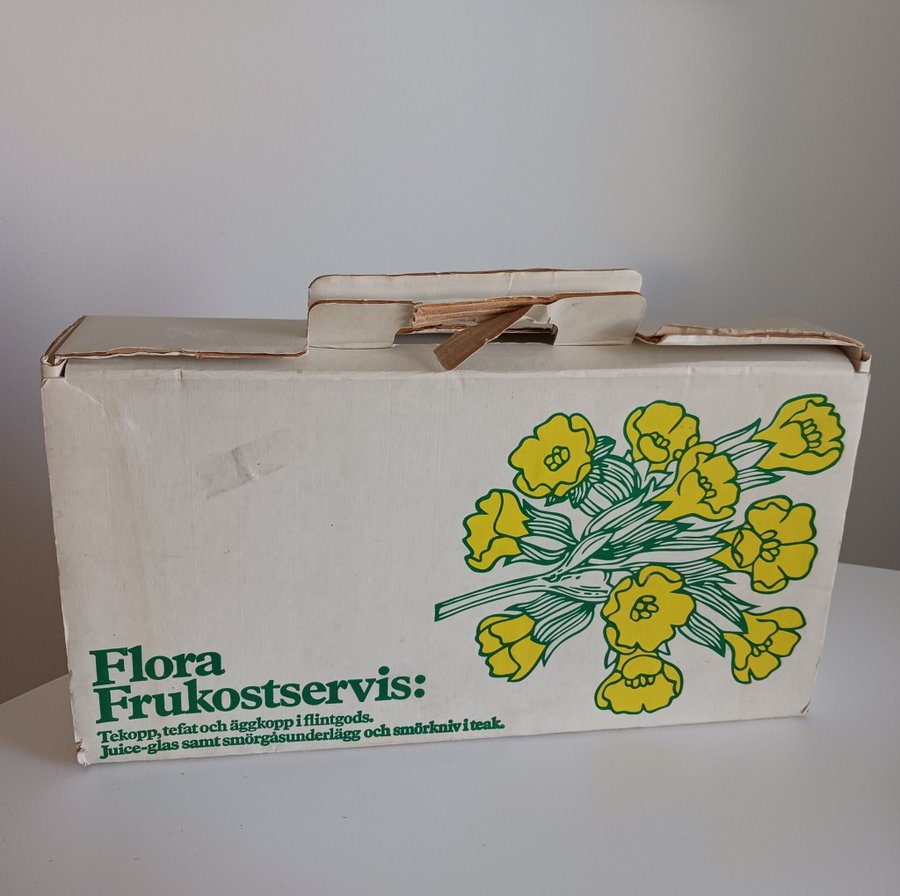 Flora
Frukostservis:
Tekopp, tefat och äggkopp i flintgods.
Juice-glas samt smörgåsunderlägg och smörkniv i teak.